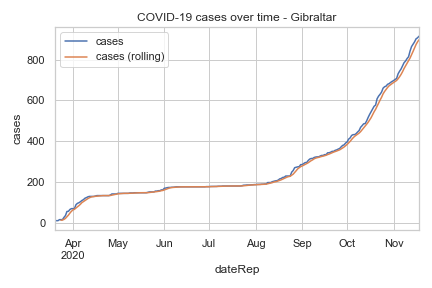 COVID-19 cases over time - Gibraltar
cases
cases (rolling)
cases
800
600
400
200
0
Apr
2020
May
Jun
Jul
Aug
Sep
Oct
Nov
dateRep